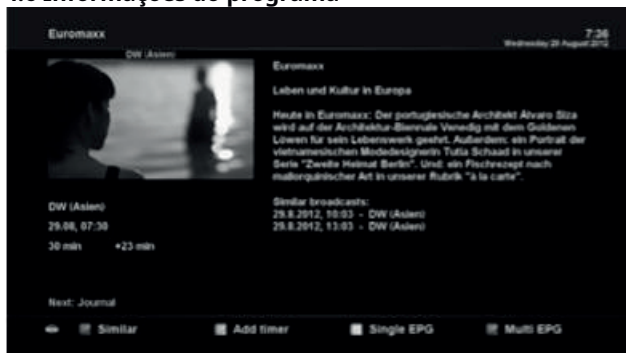 4.6 Informações do programa
Euromaxx
7:36
Wednesday 29 August 2012
DW (Asien)
Euromaxx
Leben und Kultur in Europa
Heute in Euromaxx: Der portugiesische Architekt Álvaro Siza
wird auf der Architektur-Biennale Venedig mit dem Goldenen
Löwen für sein Lebenswerk geehrt. Außerdem: ein Portrait der
vietnamesischen Modedesignerin Tutia Schaad in unserer
Serie "Zweite Heimat Berlin". Und: ein Fischrezept nach
mallorquinischer Art in unserer Rubrik "à la carte".
Similar broadcasts:
29.8.2012, 10:03 - DW (Asien)
29.8.2012, 13:03 - DW (Asien)
DW (Asien)
29.08, 07:30
30 min +23 min
Next: Journal
Similar Add timer Single EPG Multi EPG